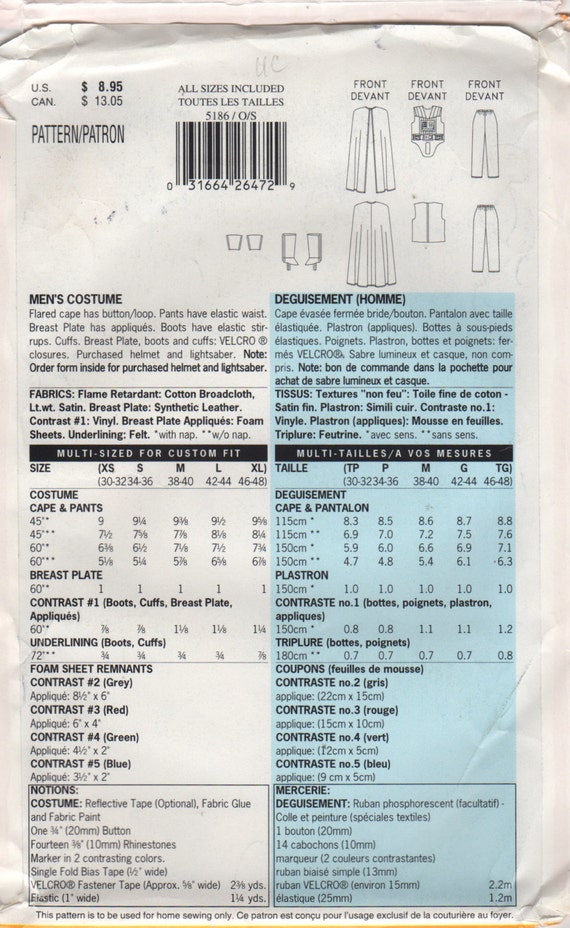 UC
U.S. $ 8.95
CAN. $ 13.05
PATTERN/PATRON
ALL SIZES INCLUDED
TOUTES LES TAILLES
5186 / O/S
0 31664 26472 9
FRONT DEVANT
FRONT DEVANT
FRONT DEVANT
MEN'S COSTUME
Flared cape has button/loop. Pants have elastic waist.
Breast Plate has appliqués. Boots have elastic stir-
rups. Cuffs. Breast Plate, boots and cuffs: VELCRO ®
closures. Purchased helmet and lightsaber. Note:
Order form inside for purchased helmet and lightsaber.
FABRICS: Flame Retardant: Cotton Broadcloth,
Lt.wt. Satin. Breast Plate: Synthetic Leather.
Contrast #1: Vinyl. Breast Plate Appliqués: Foam
Sheets. Underlining: Felt. *with nap. **w/o nap.
MULTI-SIZED FOR CUSTOM FIT
SIZE (XS S M L XL)
(30-32 34-36 38-40 42-44 46-48)
COSTUME
CAPE & PANTS
45"* 9 9¼ 9⅜ 9½ 9⅝
45"** 7½ 7⅝ 7⅞ 8⅛ 8¼
60"* 6⅜ 6½ 7⅛ 7½ 7¾
60"** 5⅛ 5¼ 5⅞ 6⅝ 6⅞
BREAST PLATE
60"* 1 1 1 1 1
CONTRAST #1 (Boots, Cuffs, Breast Plate,
Appliqués)
60"* ⅞ ⅞ 1⅛ 1⅛ 1¼
UNDERLINING (Boots, Cuffs)
72"** ¾ ¾ ¾ ¾ ⅞
FOAM SHEET REMNANTS
CONTRAST #2 (Grey)
Appliqué: 8½" x 6"
CONTRAST #3 (Red)
Appliqué: 6" x 4"
CONTRAST #4 (Green)
Appliqué: 4½" x 2"
CONTRAST #5 (Blue)
Appliqué: 3½" x 2"
NOTIONS:
COSTUME: Reflective Tape (Optional), Fabric Glue
and Fabric Paint
One ¾" (20mm) Button
Fourteen ⅜" (10mm) Rhinestones
Marker in 2 contrasting colors.
Single Fold Bias Tape (½" wide)
VELCRO® Fastener Tape (Approx. ⅝" wide) 2⅜ yds.
Elastic (1" wide) 1¼ yds.
DEGUISEMENT (HOMME)
Cape évasée fermée bride/bouton. Pantalon avec taille
élastiquée. Plastron (appliques). Bottes à sous-pieds
élastiques. Poignets. Plastron, bottes et poignets: fer-
més VELCRO®. Sabre lumineux et casque, non com-
pris. Note: bon de commande dans la pochette pour
achat de sabre lumineux et casque.
TISSUS: Textures "non feu": Toile fine de coton -
Satin fin. Plastron: Simili cuir. Contraste no.1:
Vinyle. Plastron (appliques): Mousse en feuilles.
Triplure: Feutrine. *avec sens. **sans sens.
MULTI-TAILLES/A VOS MESURES
TAILLE (TP P M G TG)
(30-32 34-36 38-40 42-44 46-48)
DEGUISEMENT
CAPE & PANTALON
115cm * 8.3 8.5 8.6 8.7 8.8
115cm ** 6.9 7.0 7.2 7.5 7.6
150cm * 5.9 6.0 6.6 6.9 7.1
150cm ** 4.7 4.8 5.4 6.1 6.3
PLASTRON
150cm * 1.0 1.0 1.0 1.0 1.0
CONTRASTE no.1 (bottes, poignets, plastron,
appliques)
150cm * 0.8 0.8 1.1 1.1 1.2
TRIPLURE (bottes, poignets)
180cm ** 0.7 0.7 0.7 0.7 0.8
COUPONS (feuilles de mousse)
CONTRASTE no.2 (gris)
applique: (22cm x 15cm)
CONTRASTE no.3 (rouge)
applique: (15cm x 10cm)
CONTRASTE no.4 (vert)
applique: (12cm x 5cm)
CONTRASTE no.5 (bleu)
applique: (9 cm x 5cm)
MERCERIE:
DEGUISEMENT: Ruban phosphorescent (facultatif) -
Colle et peinture (spéciales textiles)
1 bouton (20mm)
14 cabochons (10mm)
marqueur (2 couleurs contrastantes)
ruban biaisé simple (13mm)
ruban VELCRO® (environ 15mm) 2.2m
élastique (25mm) 1.2m
This pattern is to be used for home sewing only. Ce patron est conçu pour l'usage exclusif de la couturière au foyer.